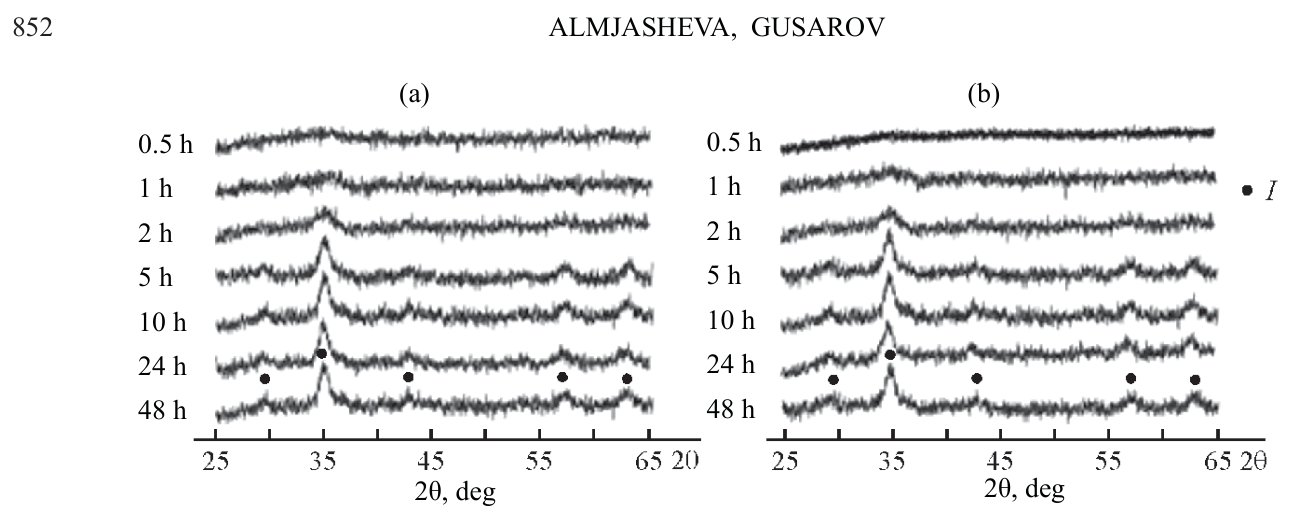 852 ALMJASHEVA, GUSAROV
(a) (b)
0.5 h 0.5 h
1 h 1 h I
2 h 2 h
5 h 5 h
10 h 10 h
24 h 24 h
48 h 48 h
25 35 45 55 65 2θ 25 35 45 55 65 2θ
2θ, deg 2θ, deg